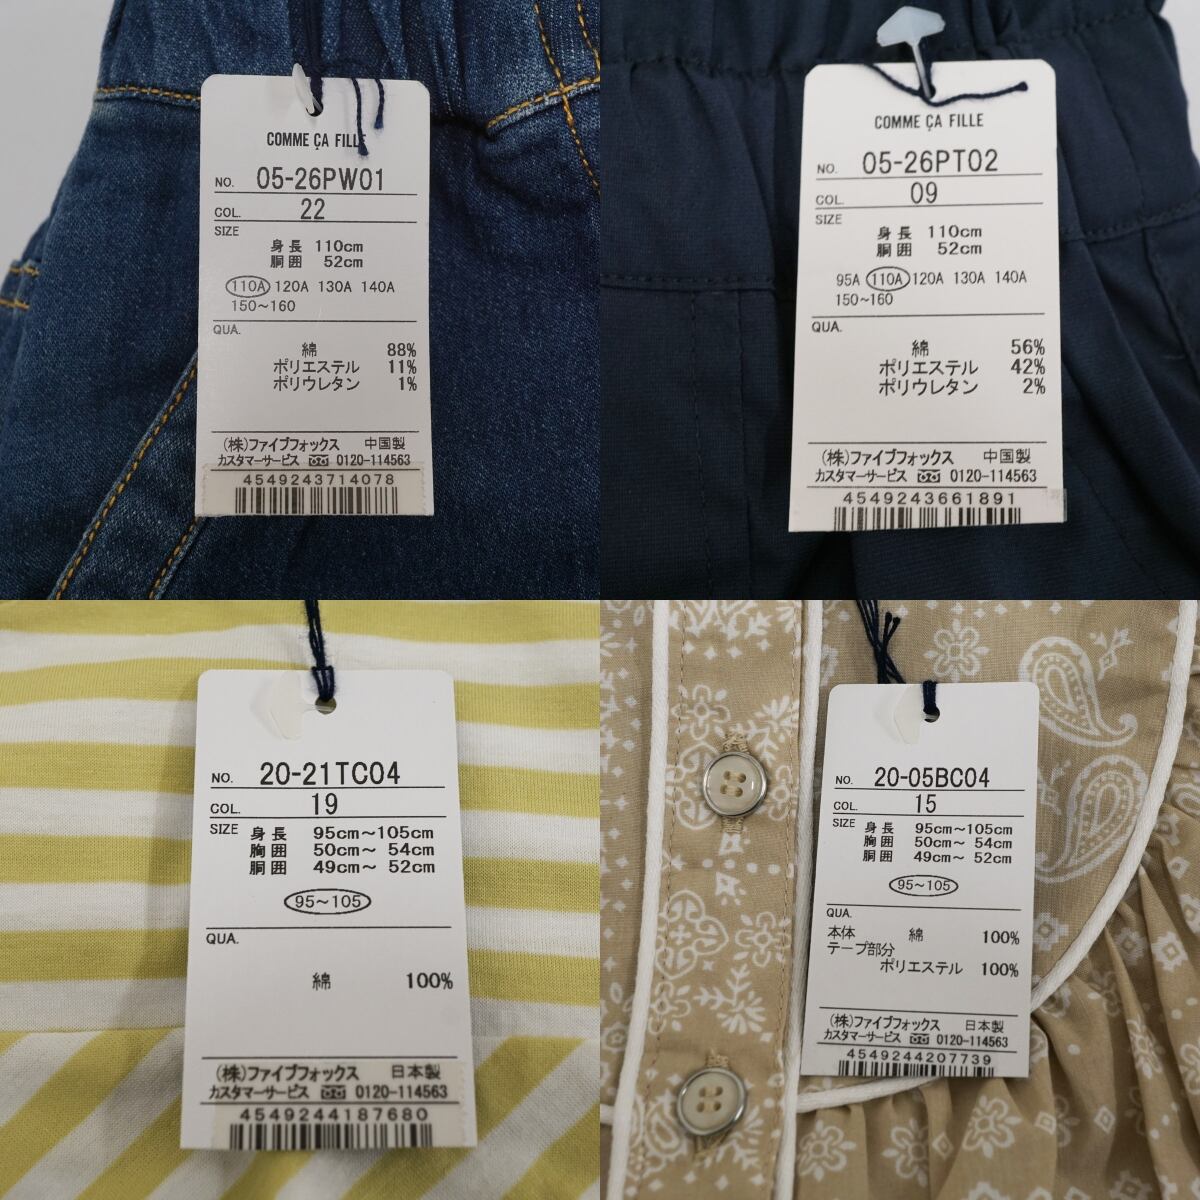 COMME ÇA FILLE
NO. 05-26PW01
COL. 22
SIZE
身長 110cm
胴囲 52cm
110A 120A 130A 140A
150~160
QUA.
綿 88%
ポリエステル 11%
ポリウレタン 1%
(株)ファイブフォックス 中国製
カスタマーサービス 0120-114563
4549243714078
COMME ÇA FILLE
NO. 05-26PT02
COL. 09
SIZE
身長 110cm
胴囲 52cm
95A 110A 120A 130A 140A
150~160
QUA.
綿 56%
ポリエステル 42%
ポリウレタン 2%
(株)ファイブフォックス 中国製
カスタマーサービス 0120-114563
4549243661891
NO. 20-21TC04
COL. 19
SIZE 身長 95cm~105cm
胸囲 50cm~ 54cm
胴囲 49cm~ 52cm
95~105
QUA.
綿 100%
(株)ファイブフォックス 日本製
カスタマーサービス 0120-114563
4549244187680
NO. 20-05BC04
COL. 15
SIZE 身長 95cm~105cm
胸囲 50cm~ 54cm
胴囲 49cm~ 52cm
95~105
QUA.
本体 綿 100%
テープ部分
ポリエステル 100%
(株)ファイブフォックス 日本製
カスタマーサービス 0120-114563
4549244207739